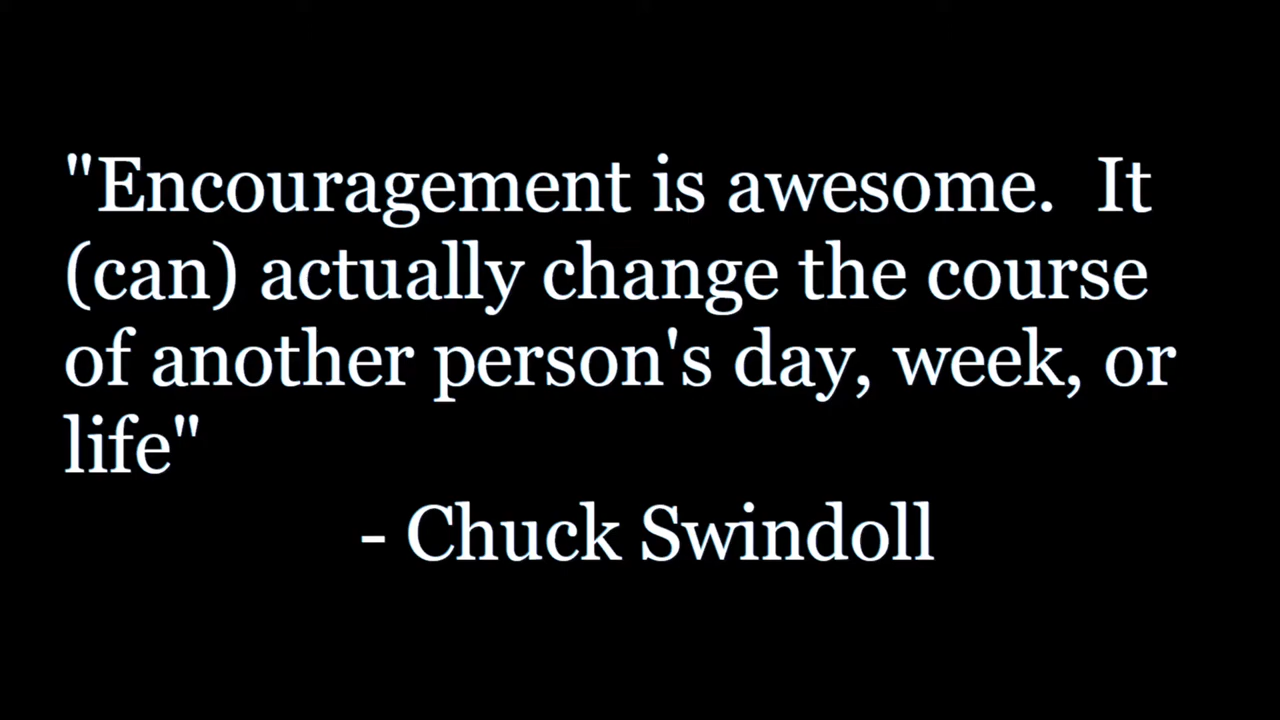 "Encouragement is awesome.  It
(can) actually change the course
of another person's day, week, or
life"
- Chuck Swindoll